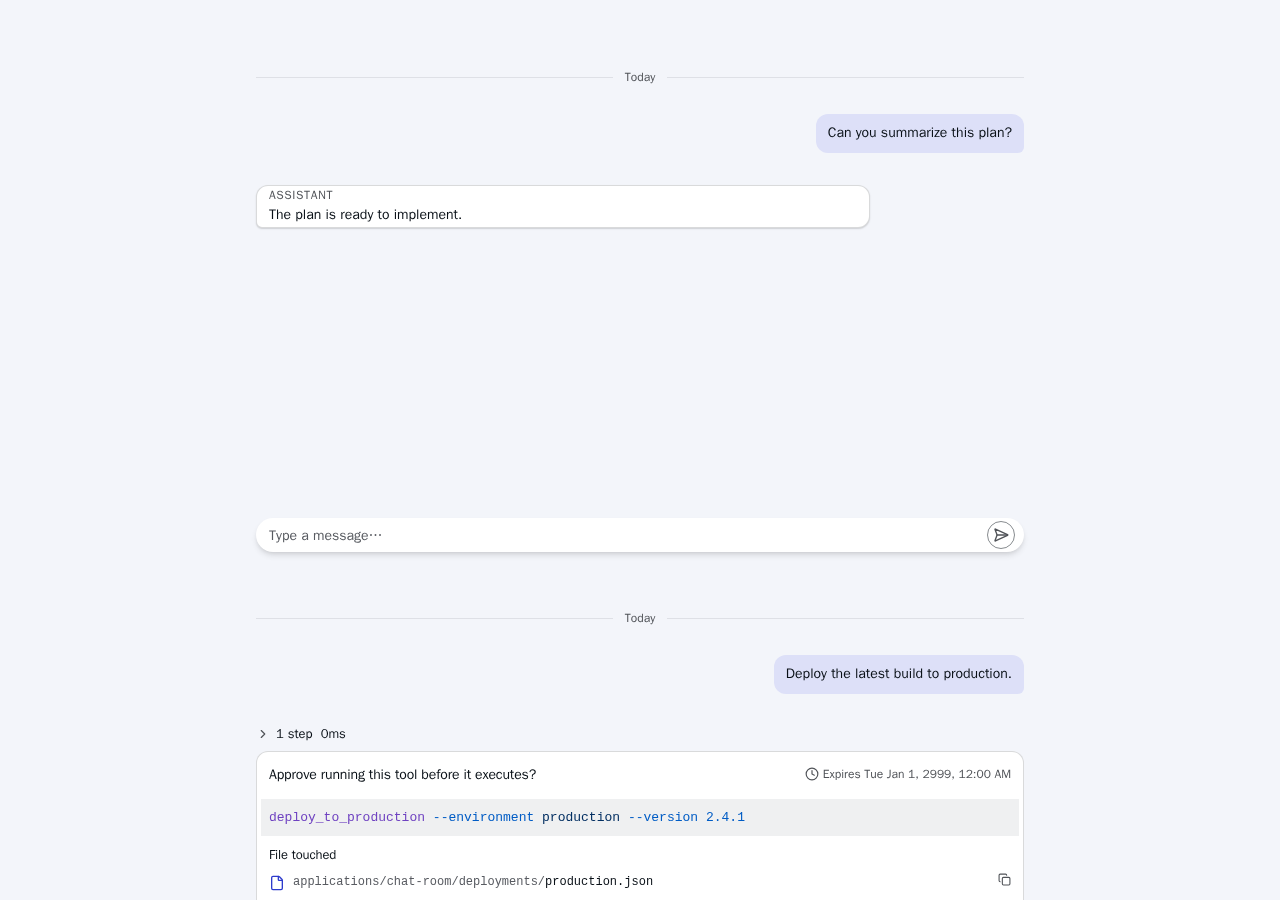 Today
Can you summarize this plan?
ASSISTANT
The plan is ready to implement.
Type a message⋯
Today
Deploy the latest build to production.
1 step 0ms
Approve running this tool before it executes?
Expires Tue Jan 1, 2999, 12:00 AM
deploy_to_production --environment production --version 2.4.1
File touched
applications/chat-room/deployments/production.json